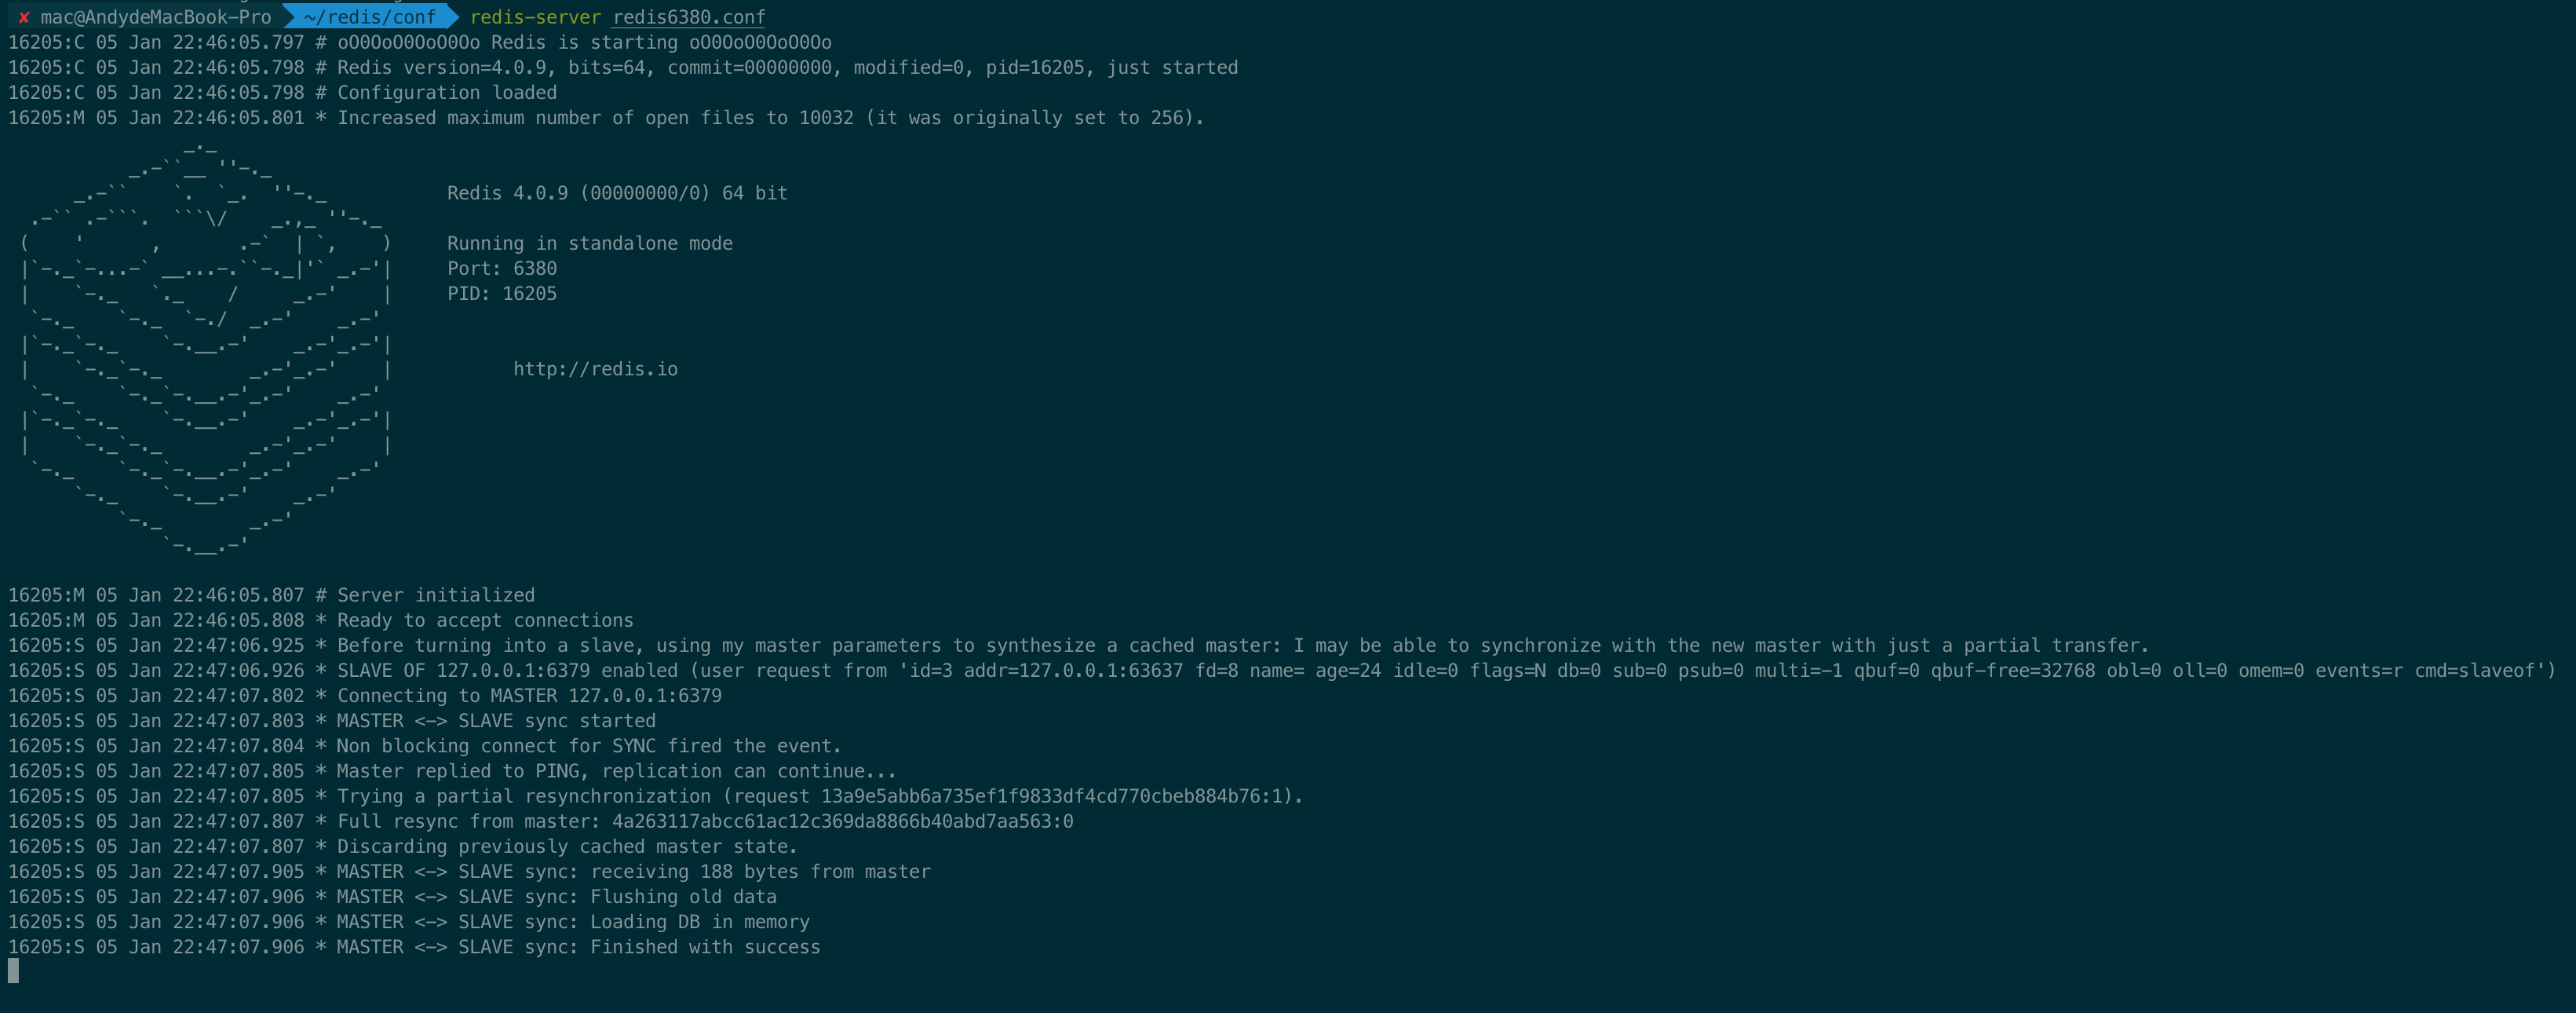 ✘ mac@AndydeMacBook-Pro ~/redis/conf redis-server redis6380.conf
16205:C 05 Jan 22:46:05.797 # oO0OoO0OoO0Oo Redis is starting oO0OoO0OoO0Oo
16205:C 05 Jan 22:46:05.798 # Redis version=4.0.9, bits=64, commit=00000000, modified=0, pid=16205, just started
16205:C 05 Jan 22:46:05.798 # Configuration loaded
16205:M 05 Jan 22:46:05.801 * Increased maximum number of open files to 10032 (it was originally set to 256).
Redis 4.0.9 (00000000/0) 64 bit
Running in standalone mode
Port: 6380
PID: 16205
http://redis.io
16205:M 05 Jan 22:46:05.807 # Server initialized
16205:M 05 Jan 22:46:05.808 * Ready to accept connections
16205:S 05 Jan 22:47:06.925 * Before turning into a slave, using my master parameters to synthesize a cached master: I may be able to synchronize with the new master with just a partial transfer.
16205:S 05 Jan 22:47:06.926 * SLAVE OF 127.0.0.1:6379 enabled (user request from 'id=3 addr=127.0.0.1:63637 fd=8 name= age=24 idle=0 flags=N db=0 sub=0 psub=0 multi=-1 qbuf=0 qbuf-free=32768 obl=0 oll=0 omem=0 events=r cmd=slaveof')
16205:S 05 Jan 22:47:07.802 * Connecting to MASTER 127.0.0.1:6379
16205:S 05 Jan 22:47:07.803 * MASTER <-> SLAVE sync started
16205:S 05 Jan 22:47:07.804 * Non blocking connect for SYNC fired the event.
16205:S 05 Jan 22:47:07.805 * Master replied to PING, replication can continue...
16205:S 05 Jan 22:47:07.805 * Trying a partial resynchronization (request 13a9e5abb6a735ef1f9833df4cd770cbeb884b76:1).
16205:S 05 Jan 22:47:07.807 * Full resync from master: 4a263117abcc61ac12c369da8866b40abd7aa563:0
16205:S 05 Jan 22:47:07.807 * Discarding previously cached master state.
16205:S 05 Jan 22:47:07.905 * MASTER <-> SLAVE sync: receiving 188 bytes from master
16205:S 05 Jan 22:47:07.906 * MASTER <-> SLAVE sync: Flushing old data
16205:S 05 Jan 22:47:07.906 * MASTER <-> SLAVE sync: Loading DB in memory
16205:S 05 Jan 22:47:07.906 * MASTER <-> SLAVE sync: Finished with success